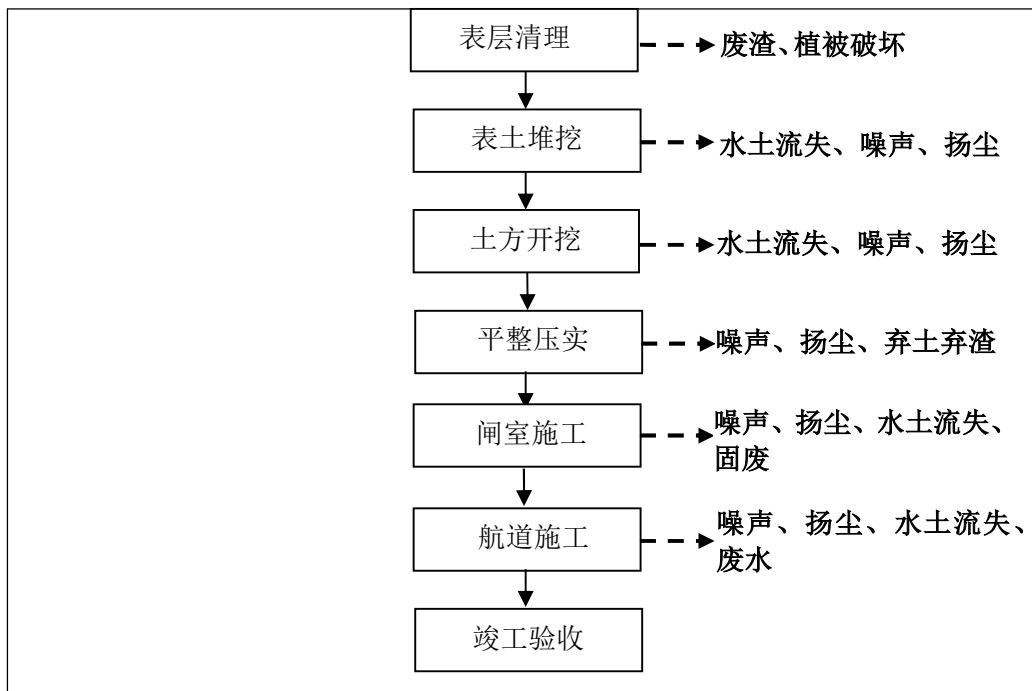 表层清理
废渣、植被破坏
表土堆挖
水土流失、噪声、扬尘
土方开挖
水土流失、噪声、扬尘
平整压实
噪声、扬尘、弃土弃渣
闸室施工
噪声、扬尘、水土流失、
固废
航道施工
噪声、扬尘、水土流失、
废水
竣工验收